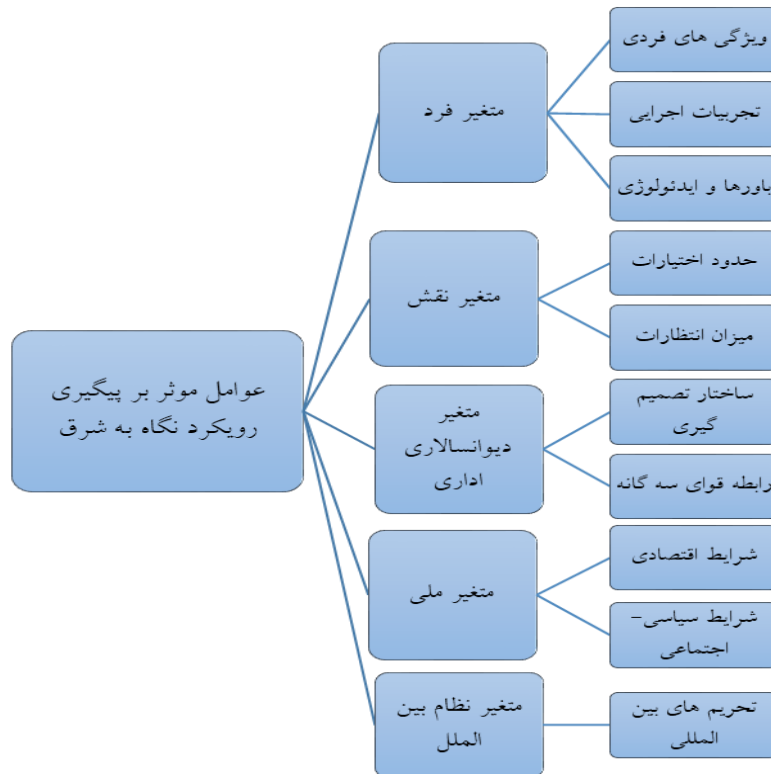 عوامل موثر بر پیگیری
رویکرد نگاه به شرق
متغیر فرد
ویژگی های فردی
تجربیات اجرایی
باورها و ایدئولوژی
متغیر نقش
حدود اختیارات
میزان انتظارات
متغیر
دیوانسالاری
اداری
ساختار تصمیم
گیری
رابطه قوای سه گانه
متغیر ملی
شرایط اقتصادی
شرایط سیاسی-
اجتماعی
متغیر نظام بین
الملل
تحریم های بین
المللی